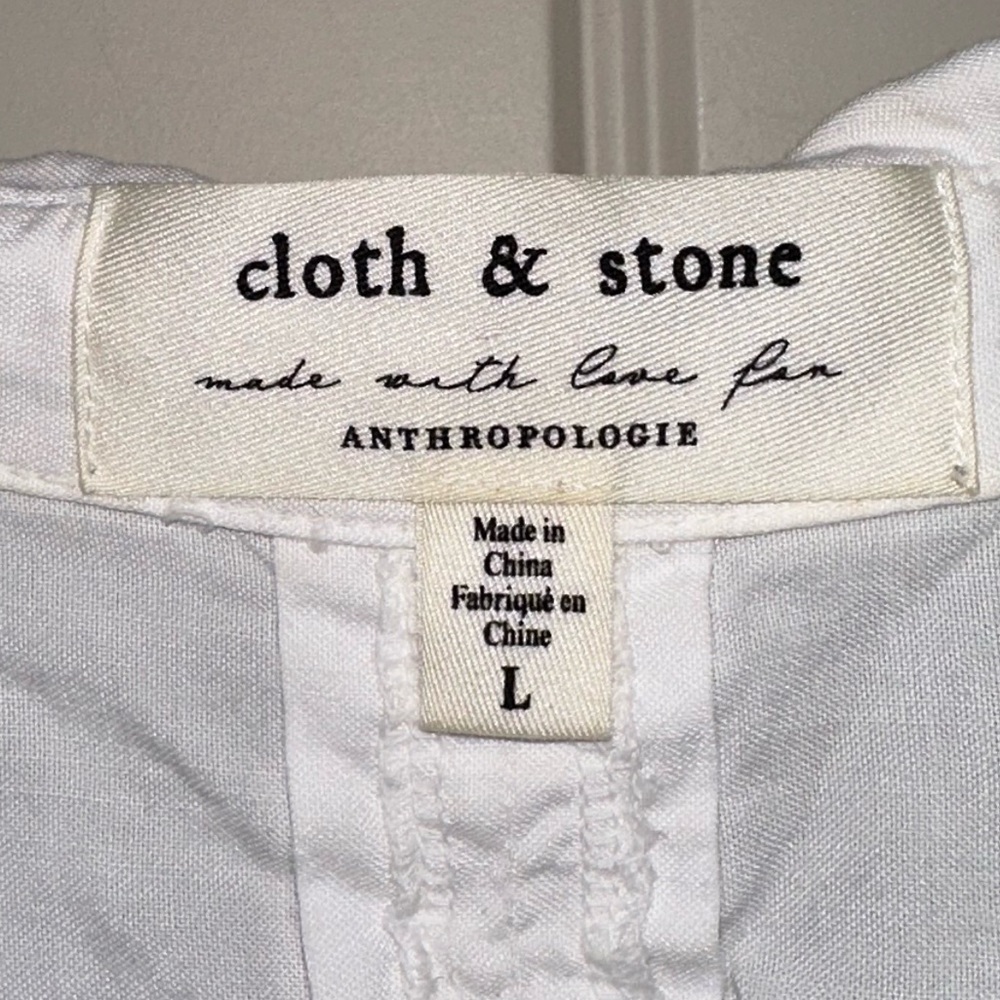 cloth & stone
made with love for
ANTHROPOLOGIE
Made in
China
Fabriqué en
Chine
L